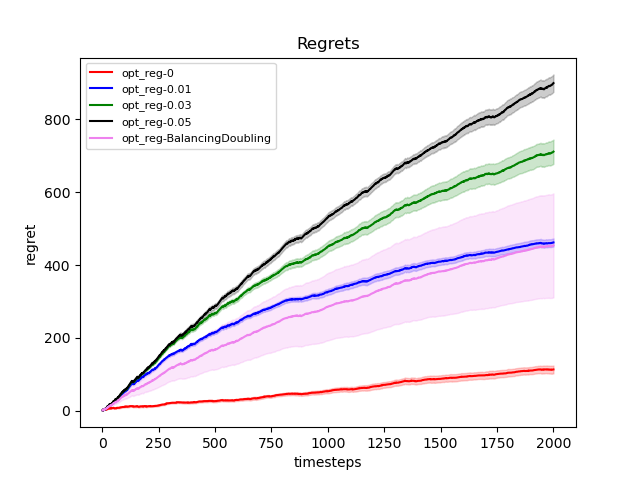 Regrets
opt_reg-0
opt_reg-0.01
opt_reg-0.03
opt_reg-0.05
opt_reg-BalancingDoubling
800
600
400
200
0
regret
0 250 500 750 1000 1250 1500 1750 2000
timesteps